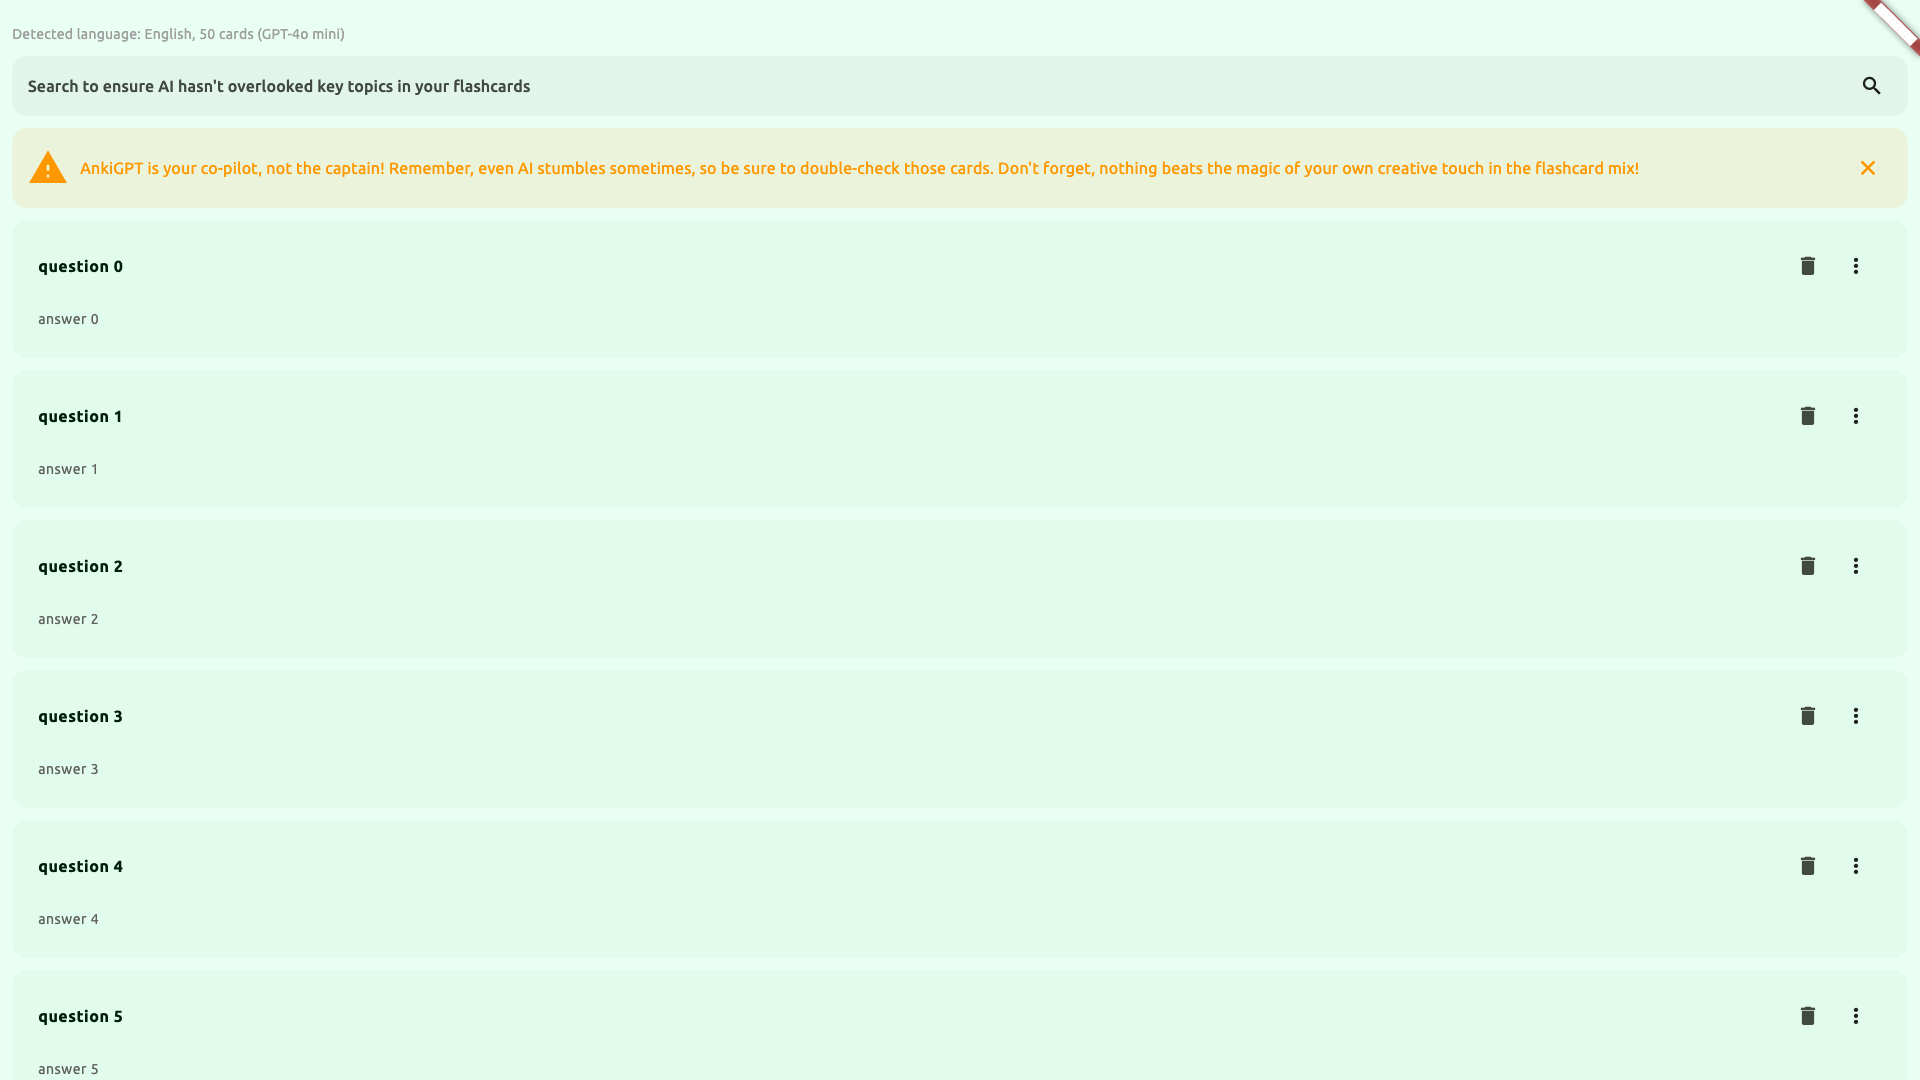 Detected language: English, 50 cards (GPT-4o mini)
Search to ensure AI hasn't overlooked key topics in your flashcards
AnkiGPT is your co-pilot, not the captain! Remember, even AI stumbles sometimes, so be sure to double-check those cards. Don't forget, nothing beats the magic of your own creative touch in the flashcard mix!
question 0
answer 0
question 1
answer 1
question 2
answer 2
question 3
answer 3
question 4
answer 4
question 5
answer 5